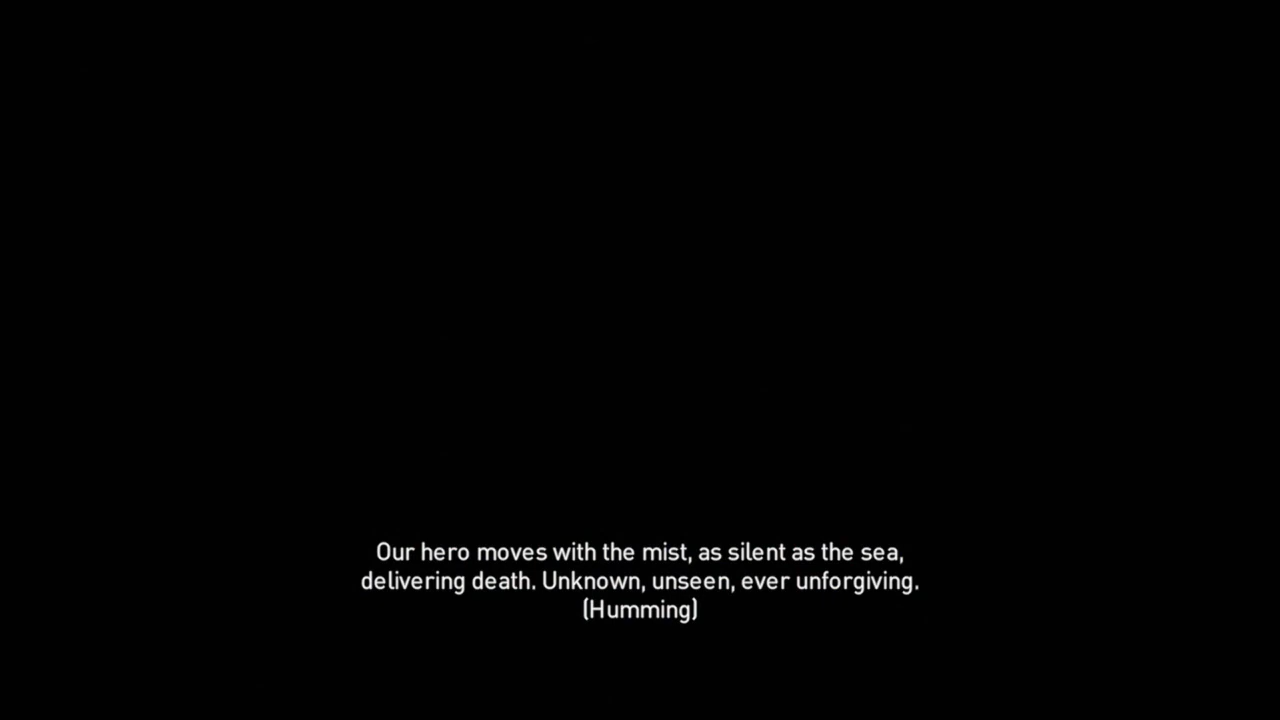 Our hero moves with the mist, as silent as the sea,
delivering death. Unknown, unseen, ever unforgiving.
(Humming)